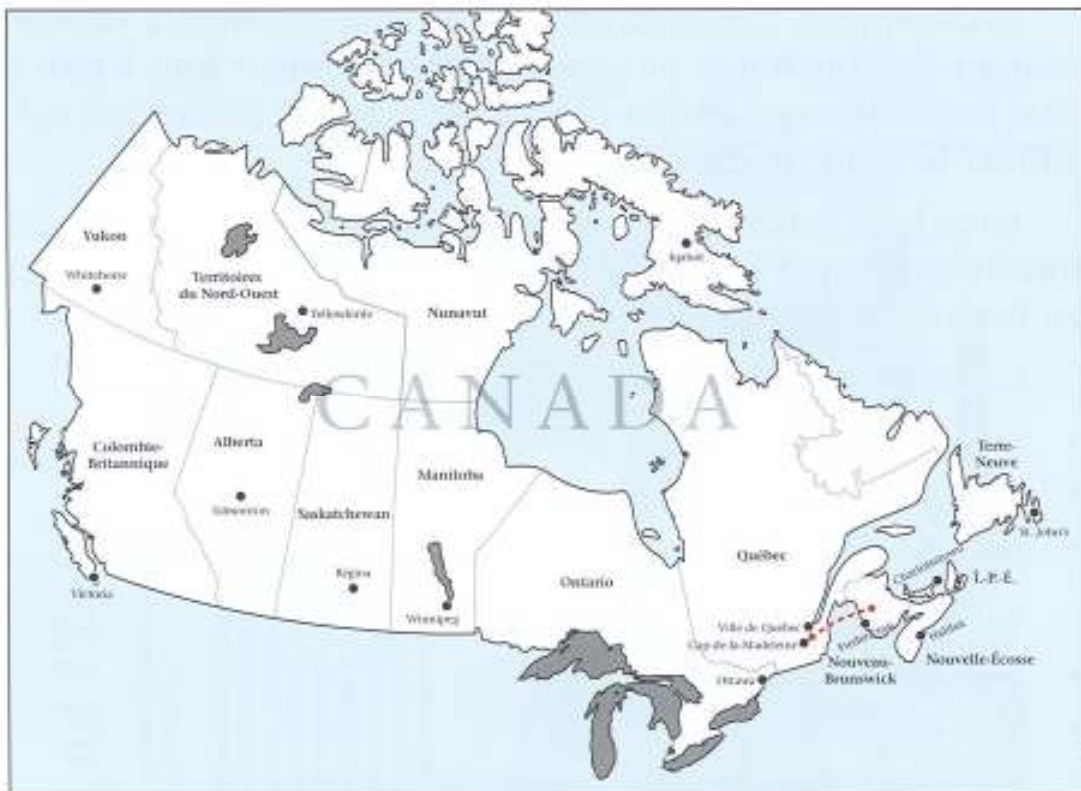 Yukon
Whitehorse
Territoires
du Nord-Ouest
Yellowknife
Nunavut
Iqaluit
CANADA
Colombie-
Britannique
Alberta
Edmonton
Saskatchewan
Manitoba
Regina
Winnipeg
Victoria
Ontario
Québec
Terre-
Neuve
St. John's
Charlottetown
Î.-P.-É.
Ville de Québec
Cap-de-la-Madeleine
Fredericton
Halifax
Nouveau-
Brunswick
Nouvelle-Écosse
Ottawa